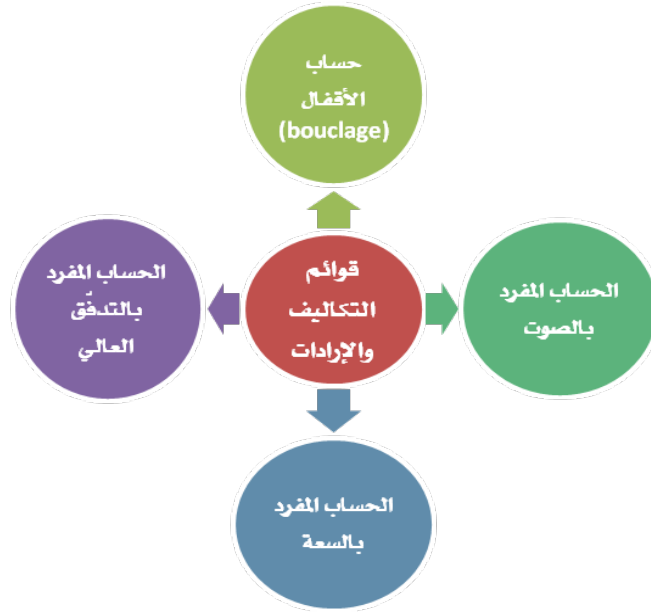 حساب
الأقفال
(bouclage)
الحساب المفرد
بالتدفّق
العالي
قوائم
التكاليف
والإرادات
الحساب المفرد
بالصوت
الحساب المفرد
بالسعة